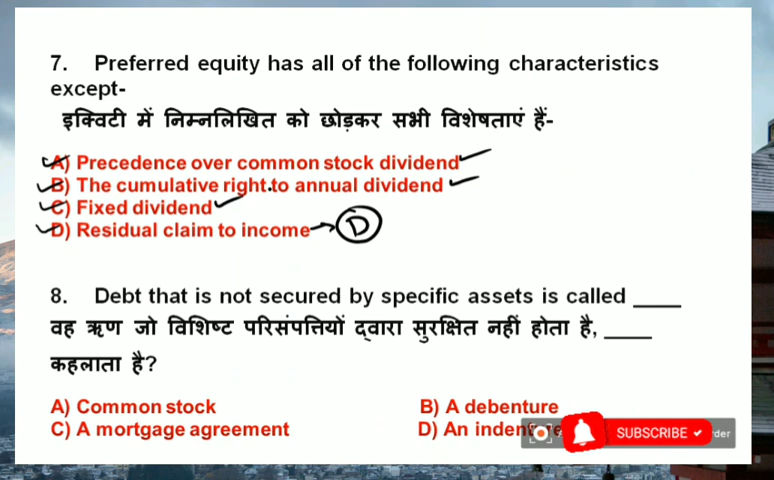 7. Preferred equity has all of the following characteristics
except-
इक्विटी में निम्नलिखित को छोड़कर सभी विशेषताएं हैं-
A) Precedence over common stock dividend
B) The cumulative right to annual dividend
C) Fixed dividend
D) Residual claim to income D
8. Debt that is not secured by specific assets is called ____
वह ऋण जो विशिष्ट परिसंपत्तियों द्वारा सुरक्षित नहीं होता है, ____
कहलाता है?
A) Common stock B) A debenture
C) A mortgage agreement D) An
SUBSCRIBE